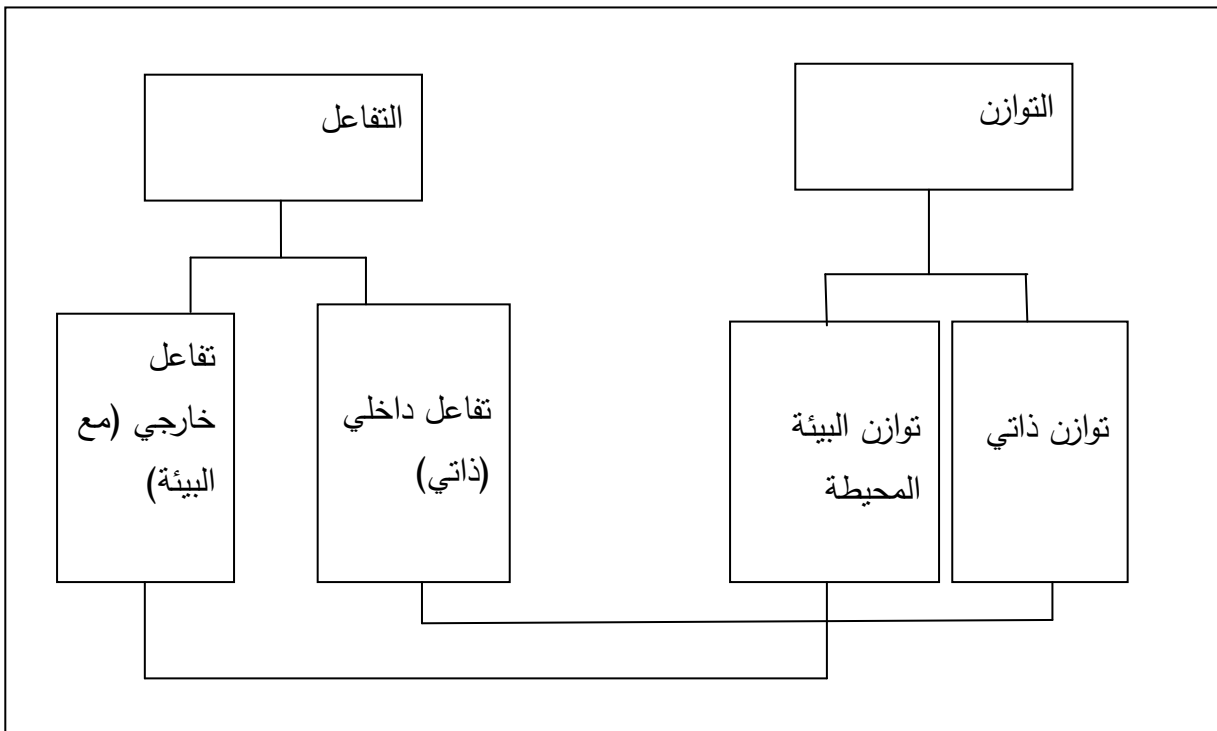 التوازن
التفاعل
توازن ذاتي
توازن البيئة
المحيطة
تفاعل داخلي
(ذاتي)
تفاعل
خارجي (مع
البيئة)